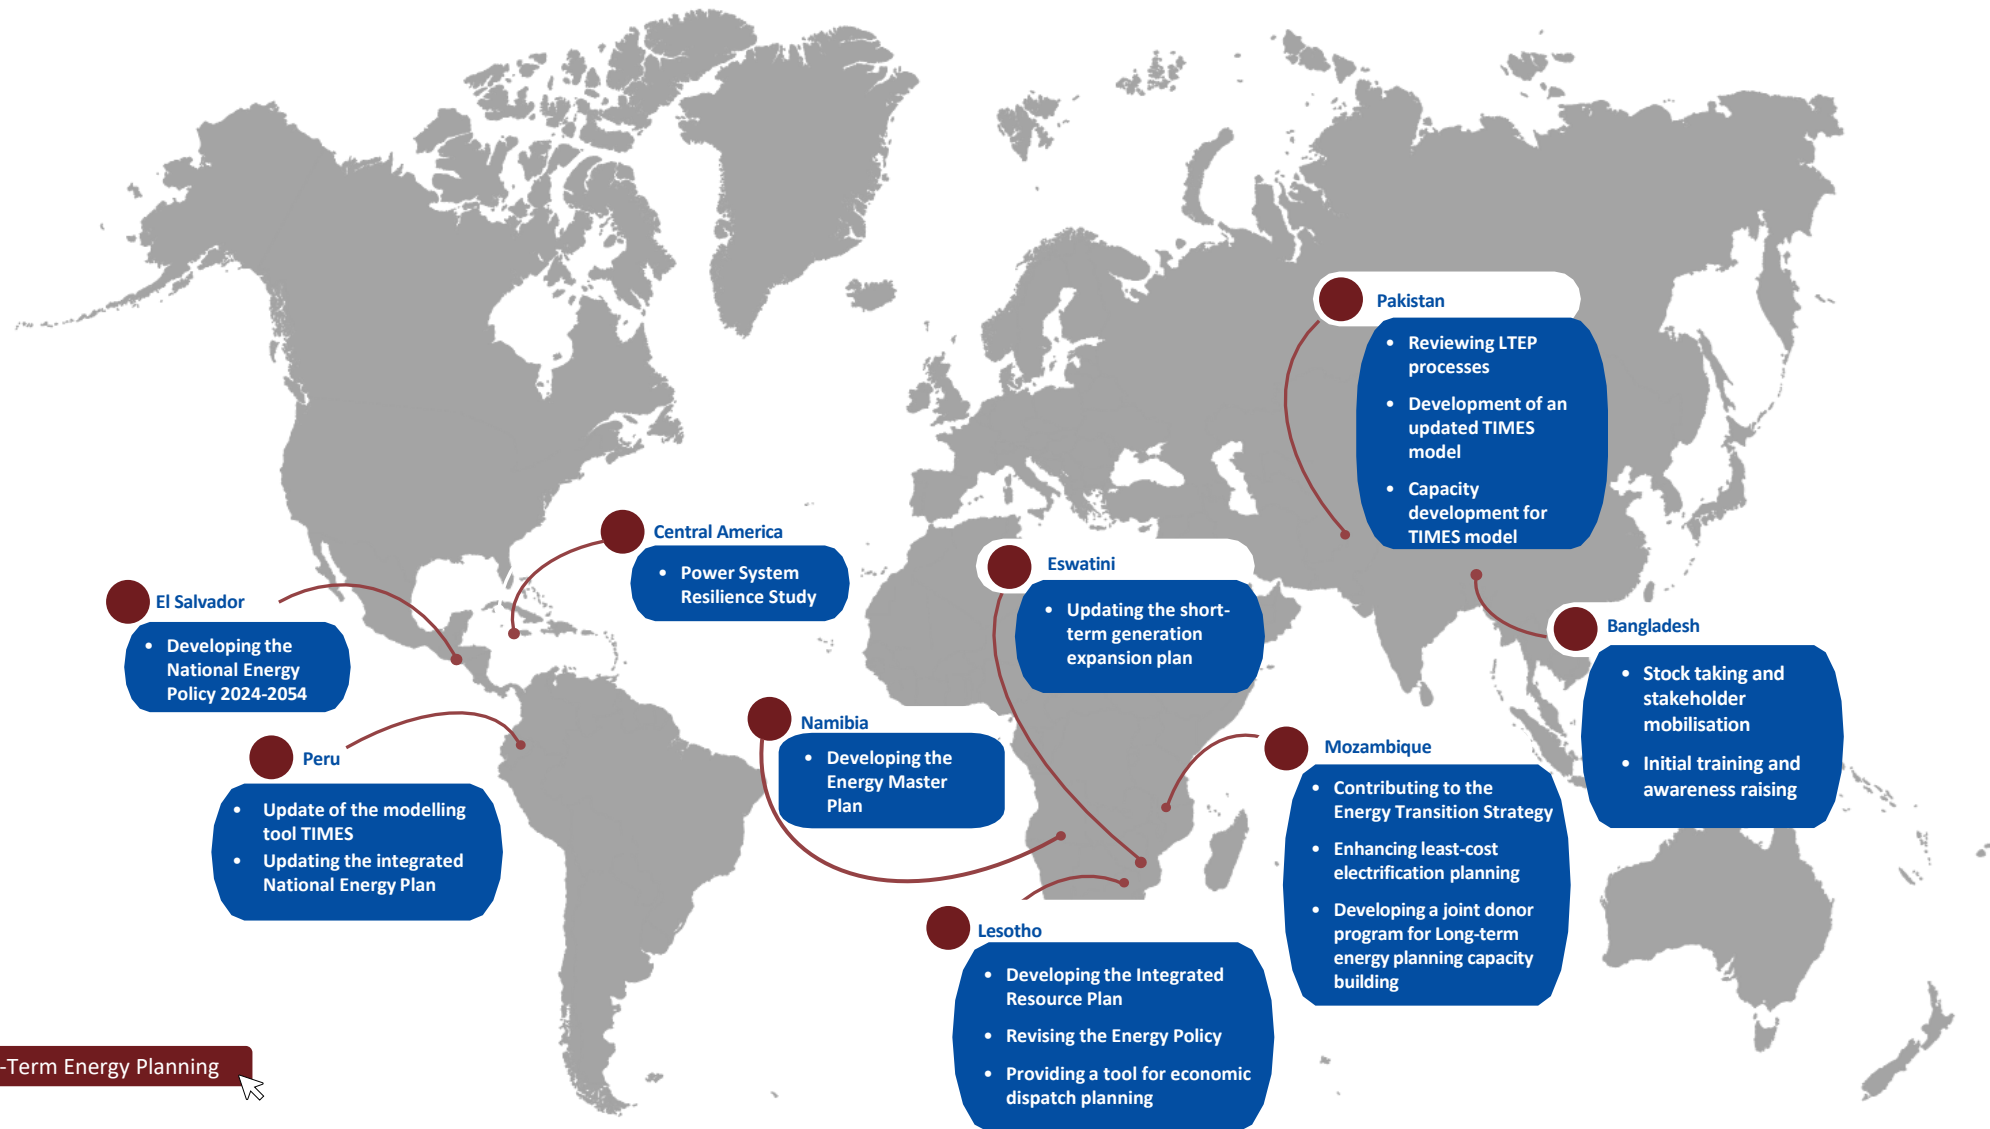 Pakistan
• Reviewing LTEP
processes
• Development of an
updated TIMES
model
• Capacity
development for
TIMES model
Central America
• Power System
Resilience Study
Eswatini
• Updating the short-
term generation
expansion plan
El Salvador
• Developing the
National Energy
Policy 2024-2054
Bangladesh
• Stock taking and
stakeholder
mobilisation
• Initial training and
awareness raising
Namibia
• Developing the
Energy Master
Plan
Mozambique
• Contributing to the
Energy Transition Strategy
• Enhancing least-cost
electrification planning
• Developing a joint donor
program for Long-term
energy planning capacity
building
Peru
• Update of the modelling
tool TIMES
• Updating the integrated
National Energy Plan
Lesotho
• Developing the Integrated
Resource Plan
• Revising the Energy Policy
• Providing a tool for economic
dispatch planning
-Term Energy Planning